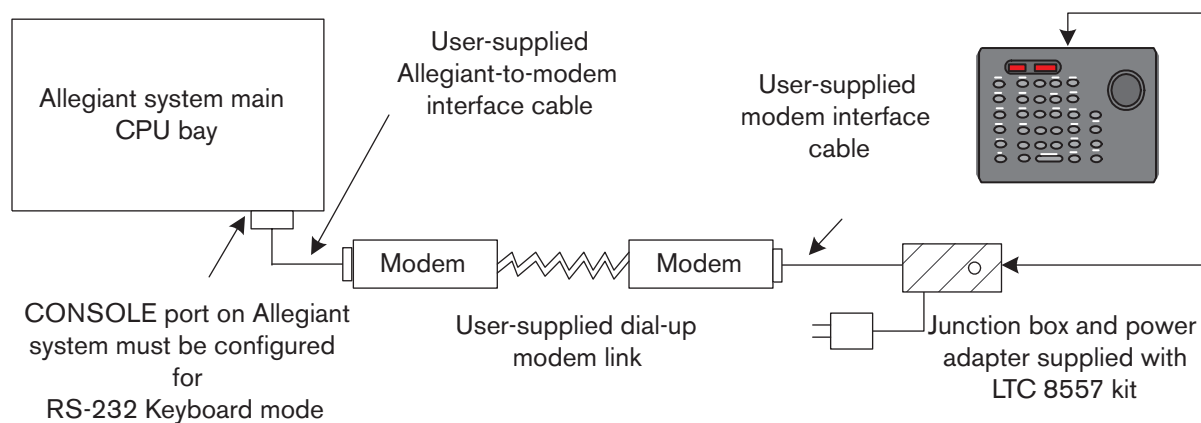 Allegiant system main
CPU bay
User-supplied
Allegiant-to-modem
interface cable
User-supplied
modem interface
cable
Modem
Modem
CONSOLE port on Allegiant
system must be configured
for
RS-232 Keyboard mode
User-supplied dial-up
modem link
Junction box and power
adapter supplied with
LTC 8557 kit